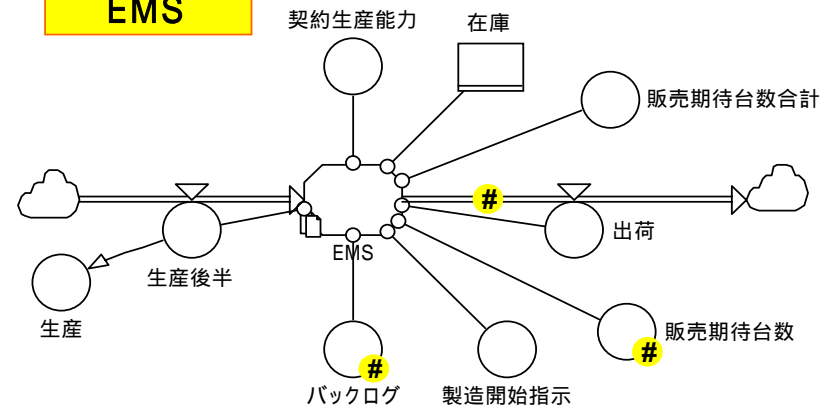 EMS
契約生産能力
在庫
販売期待台数合計
#
出荷
EMS
生産後半
生産
販売期待台数
#
#
バックログ
製造開始指示